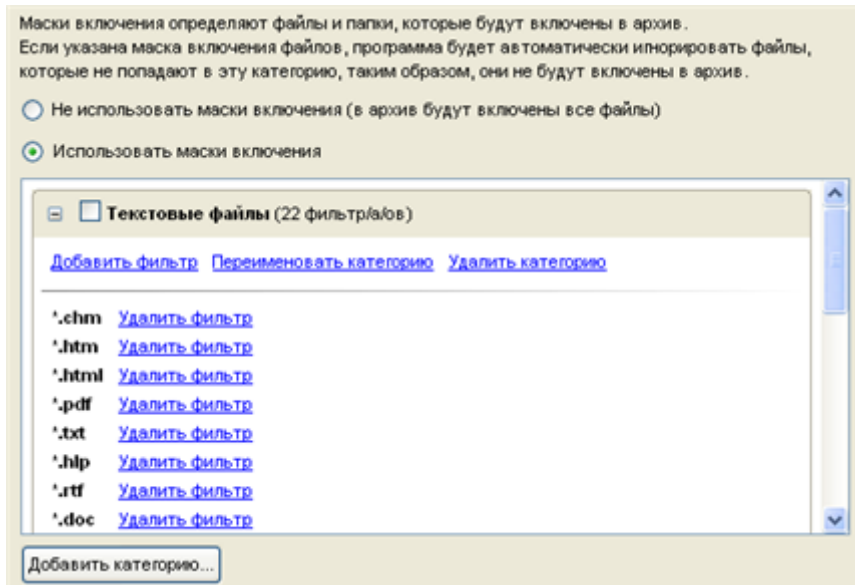 Маски включения определяют файлы и папки, которые будут включены в архив.
Если указана маска включения файлов, программа будет автоматически игнорировать файлы,
которые не попадают в эту категорию, таким образом, они не будут включены в архив.
Не использовать маски включения (в архив будут включены все файлы)
Использовать маски включения
Текстовые файлы (22 фильтр/а/ов)
Добавить фильтр Переименовать категорию Удалить категорию
*.chm Удалить фильтр
*.htm Удалить фильтр
*.html Удалить фильтр
*.pdf Удалить фильтр
*.txt Удалить фильтр
*.hlp Удалить фильтр
*.rtf Удалить фильтр
*.doc Удалить фильтр
Добавить категорию...